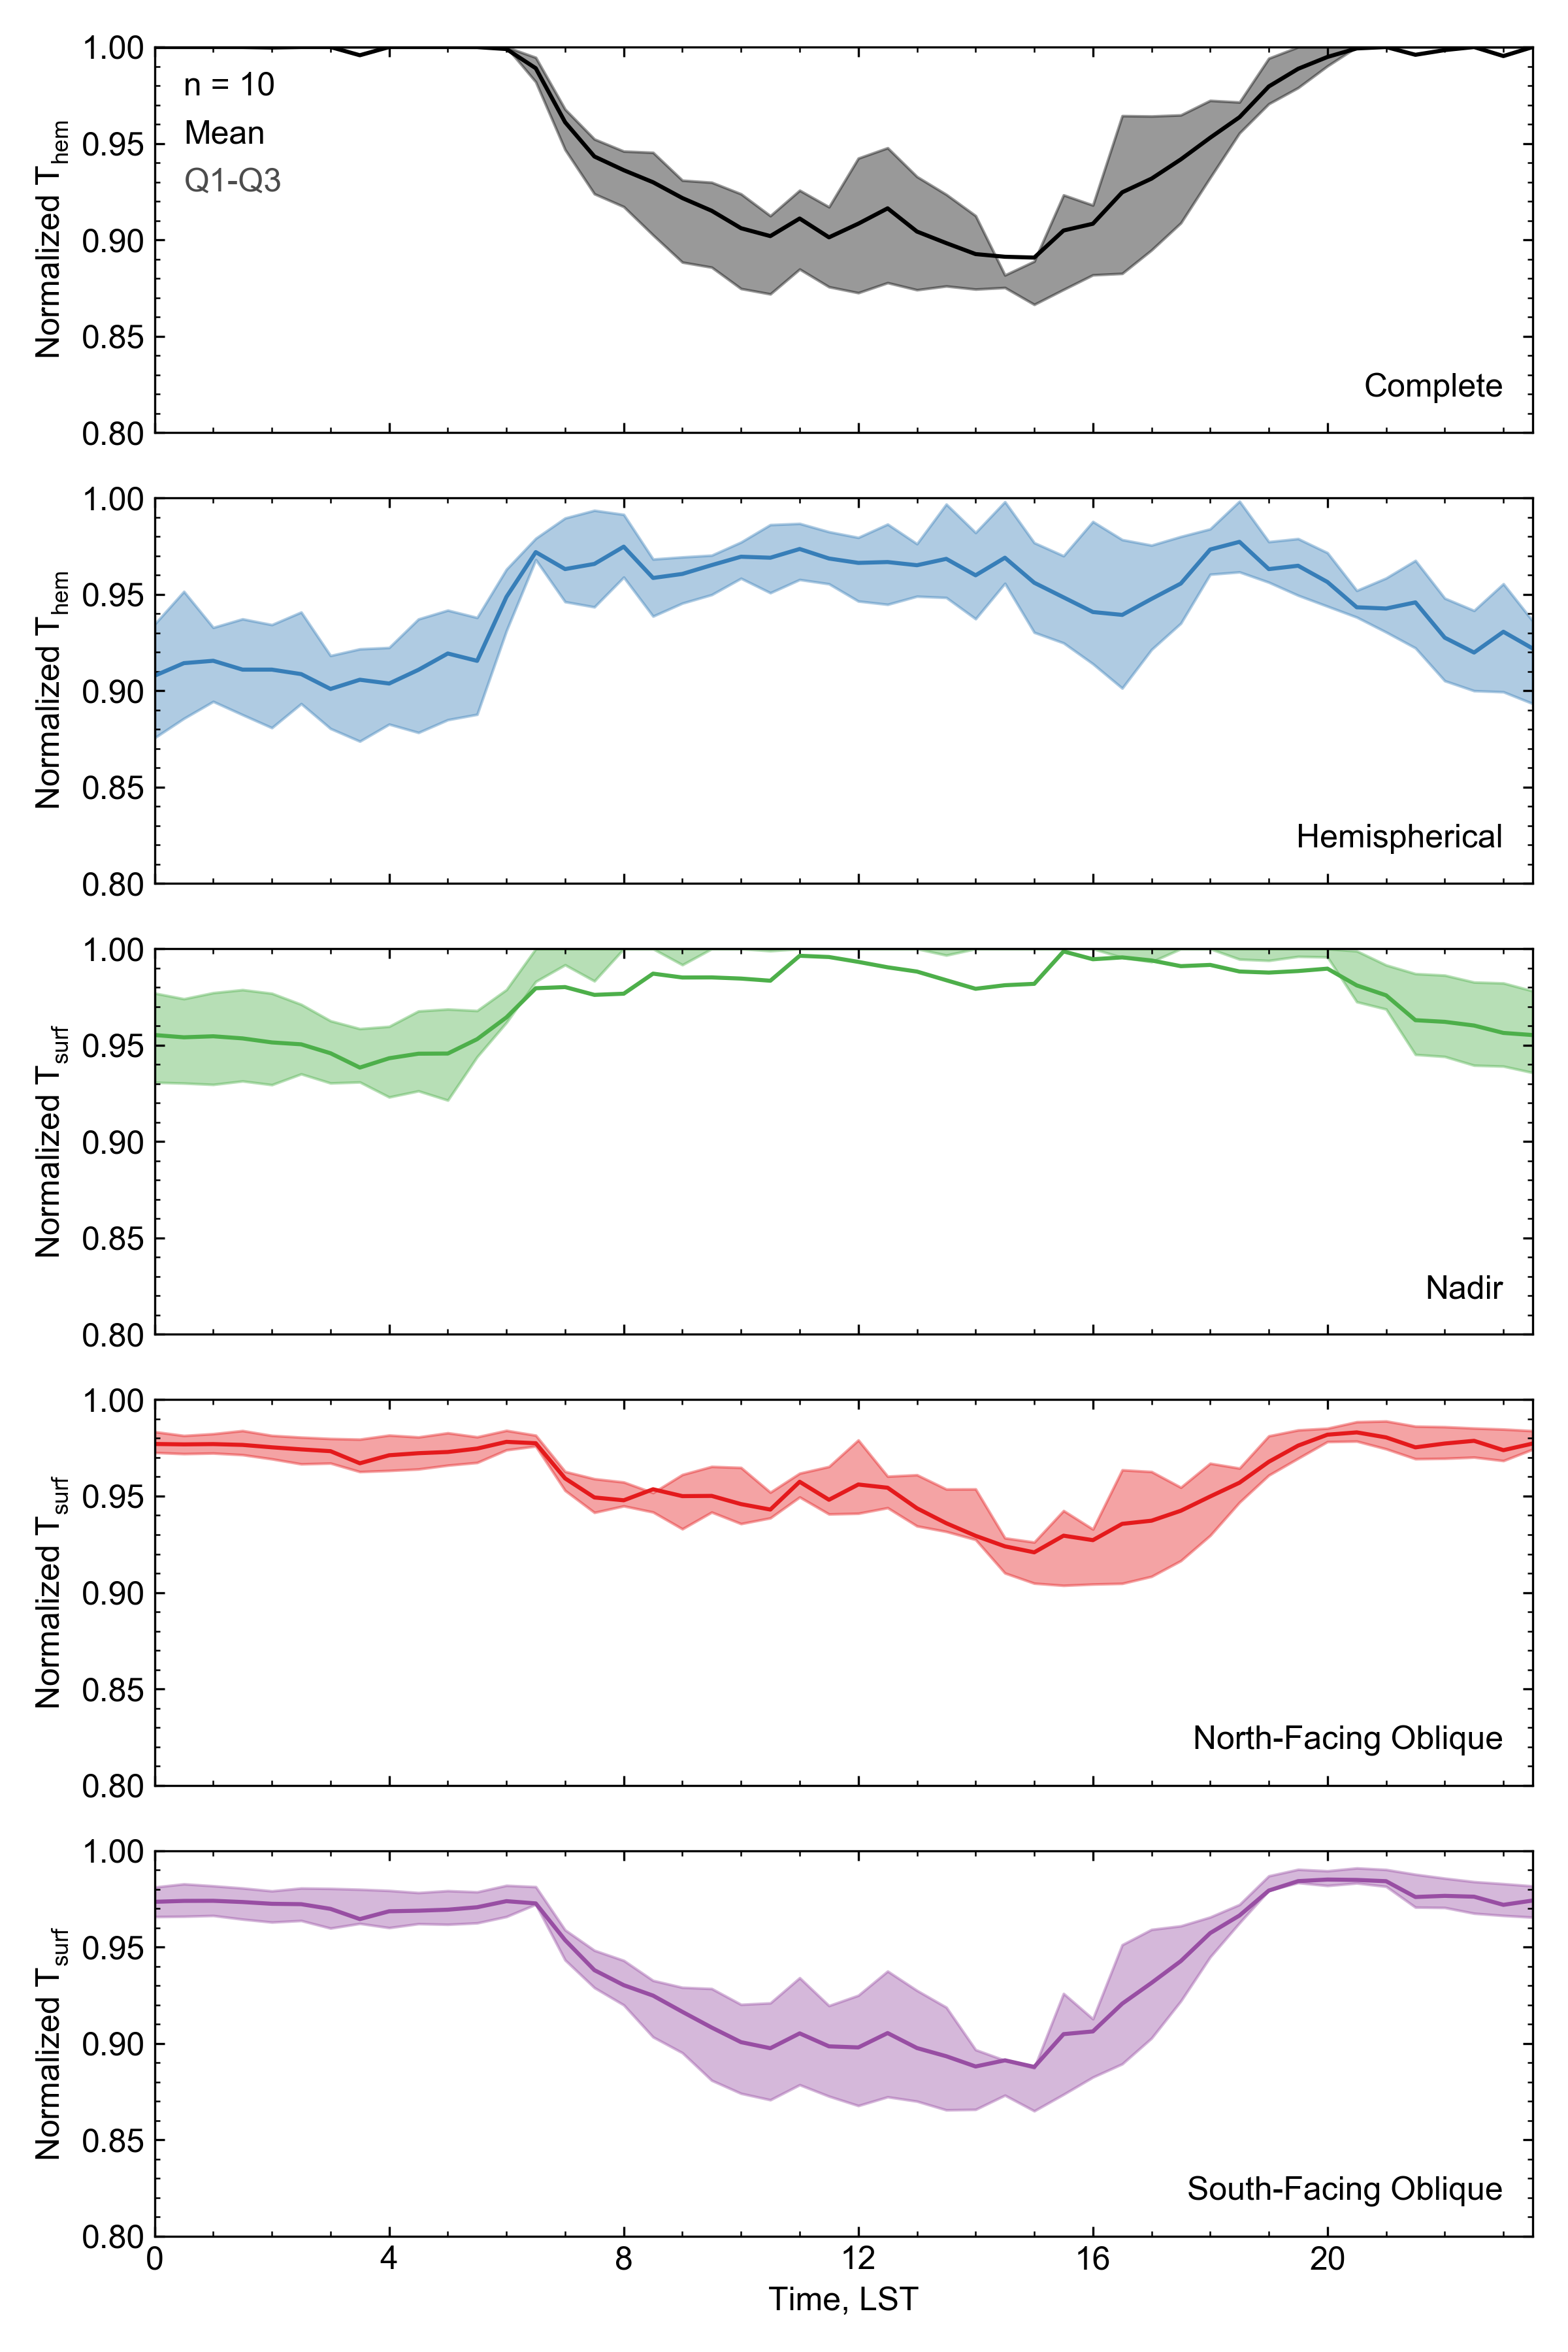 1.00
n = 10
Mean
Q1-Q3
0.95
0.90
0.85
0.80
Normalized T_hem
Complete
1.00
0.95
0.90
0.85
0.80
Normalized T_hem
Hemispherical
1.00
0.95
0.90
0.85
0.80
Normalized T_surf
Nadir
1.00
0.95
0.90
0.85
0.80
Normalized T_surf
North-Facing Oblique
1.00
0.95
0.90
0.85
0.80
Normalized T_surf
South-Facing Oblique
0 4 8 12 16 20
Time, LST